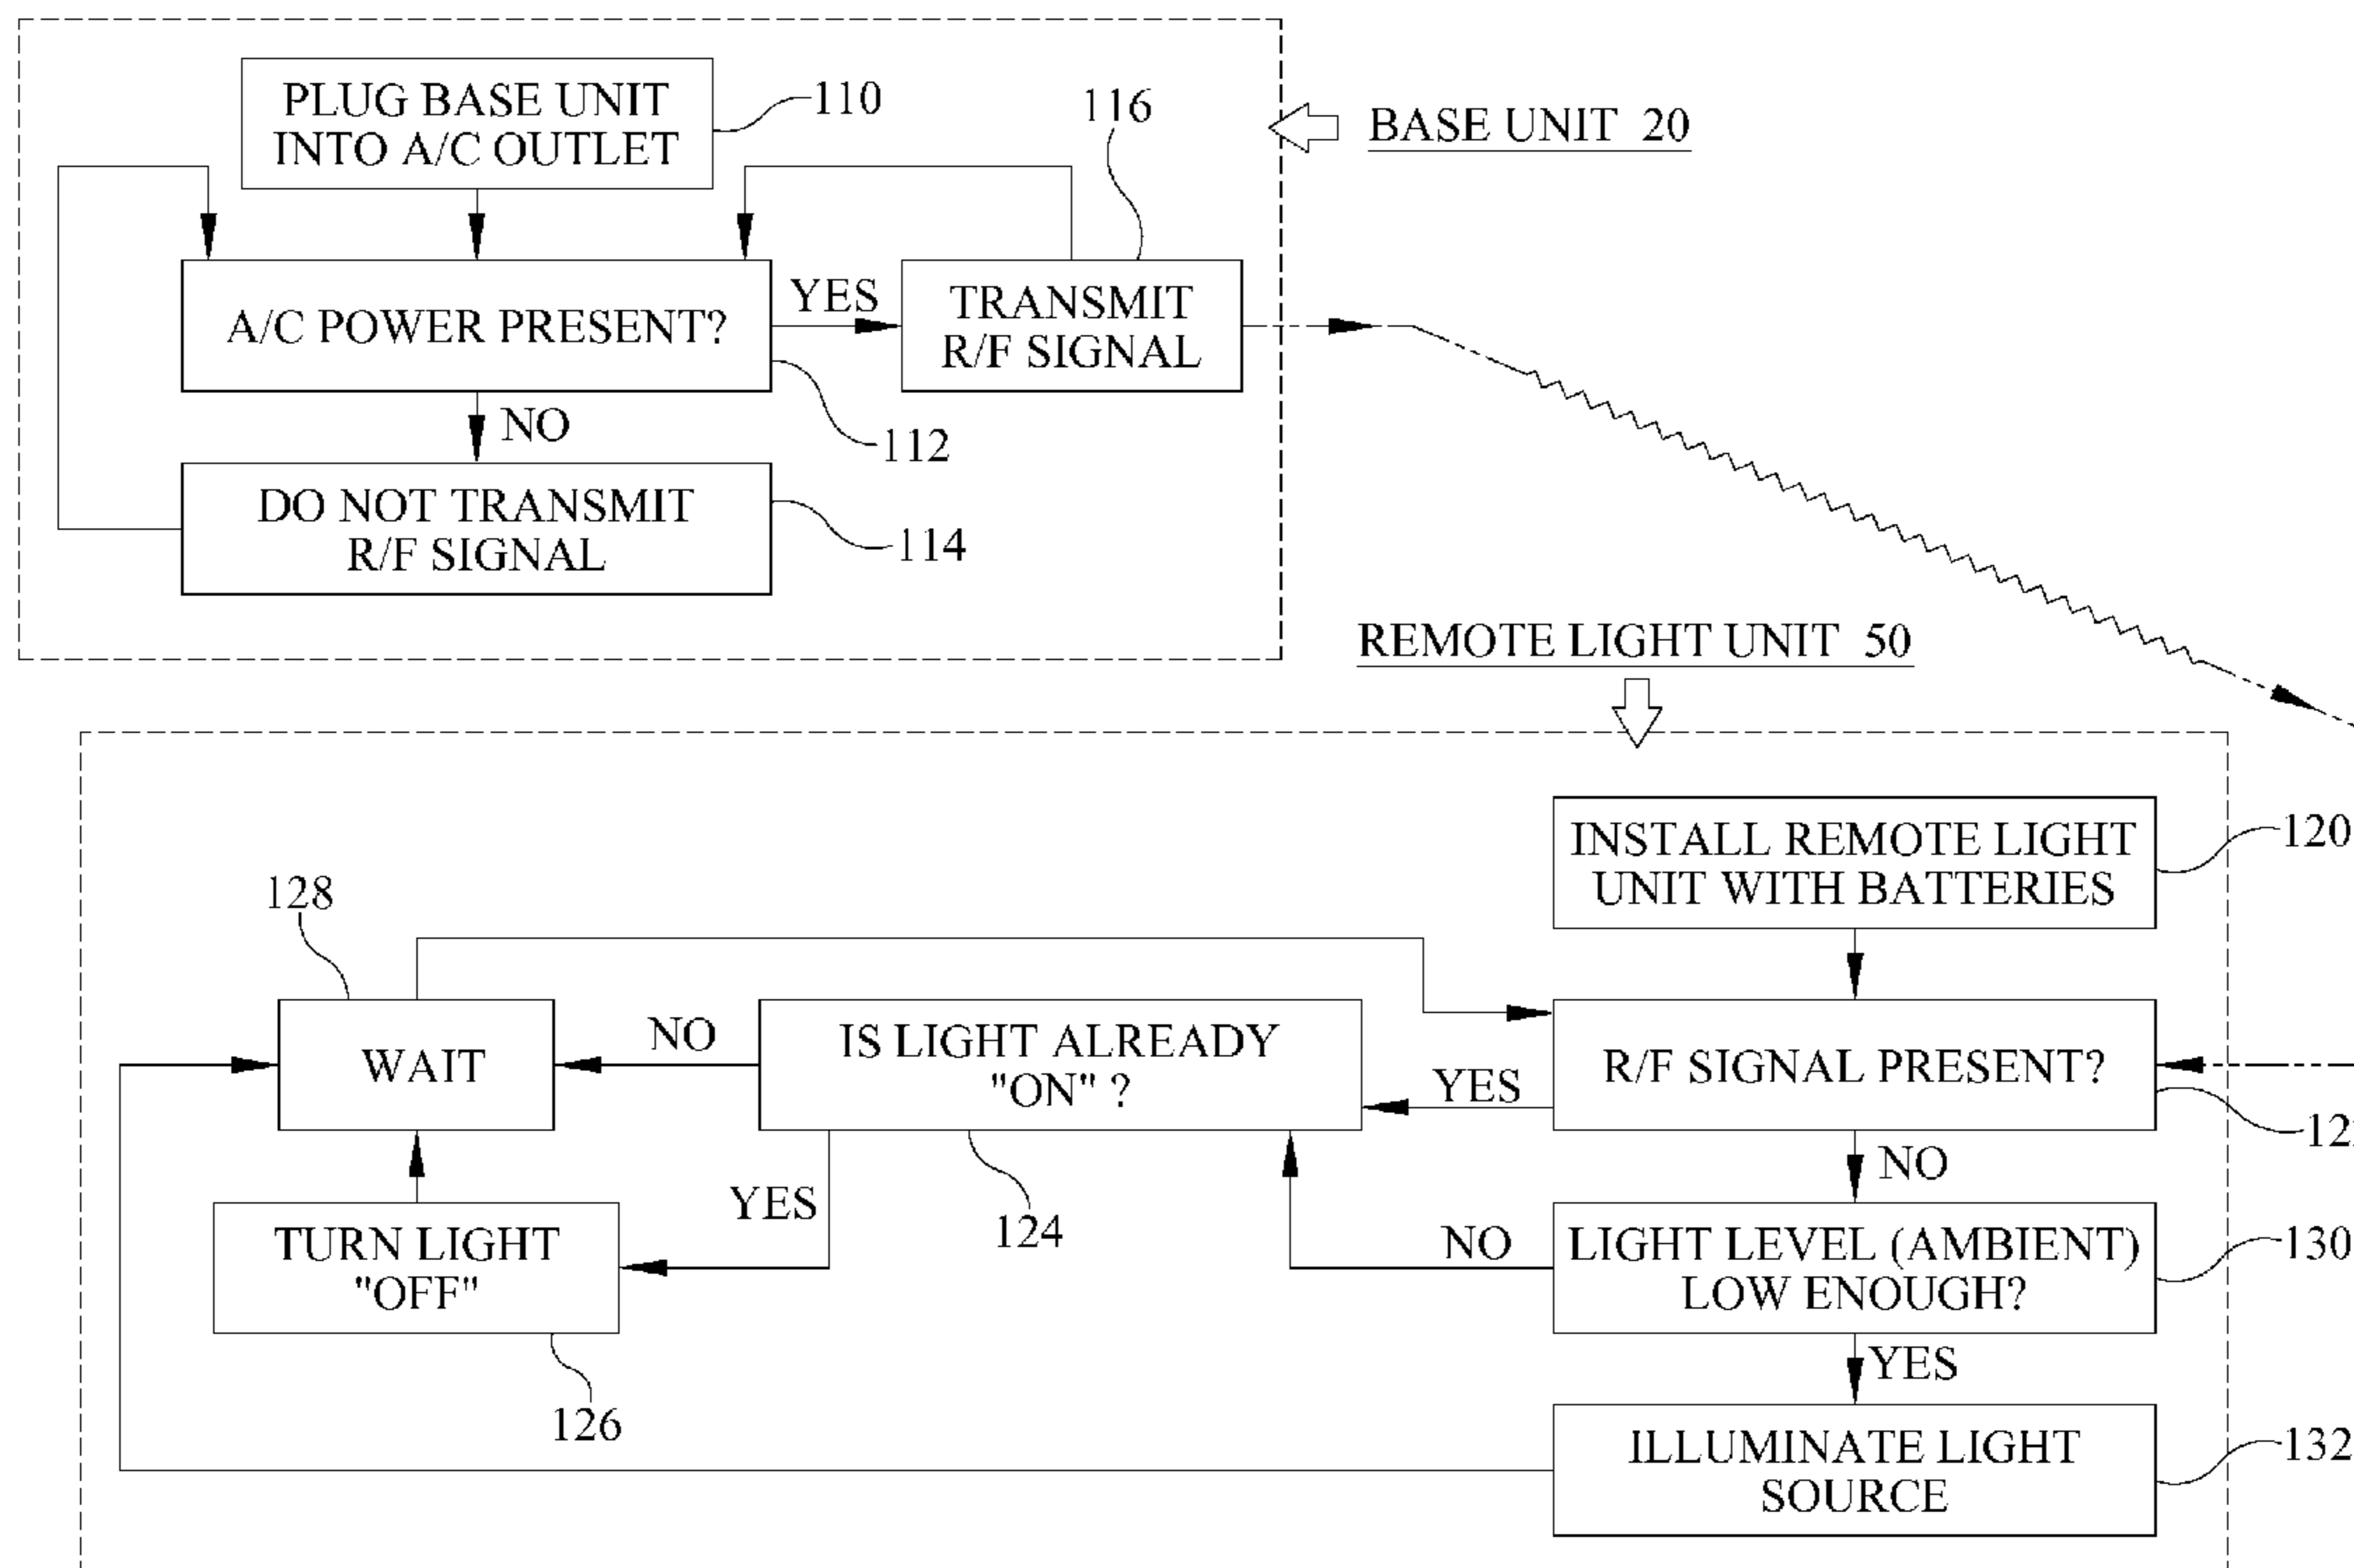 PLUG BASE UNIT
INTO A/C OUTLET
110
116
BASE UNIT 20
A/C POWER PRESENT?
YES
TRANSMIT
R/F SIGNAL
NO
112
DO NOT TRANSMIT
R/F SIGNAL
114
REMOTE LIGHT UNIT 50
INSTALL REMOTE LIGHT
UNIT WITH BATTERIES
120
128
WAIT
NO
IS LIGHT ALREADY
"ON" ?
YES
R/F SIGNAL PRESENT?
NO
YES
TURN LIGHT
"OFF"
124
NO
LIGHT LEVEL (AMBIENT)
LOW ENOUGH?
130
YES
126
ILLUMINATE LIGHT
SOURCE
132